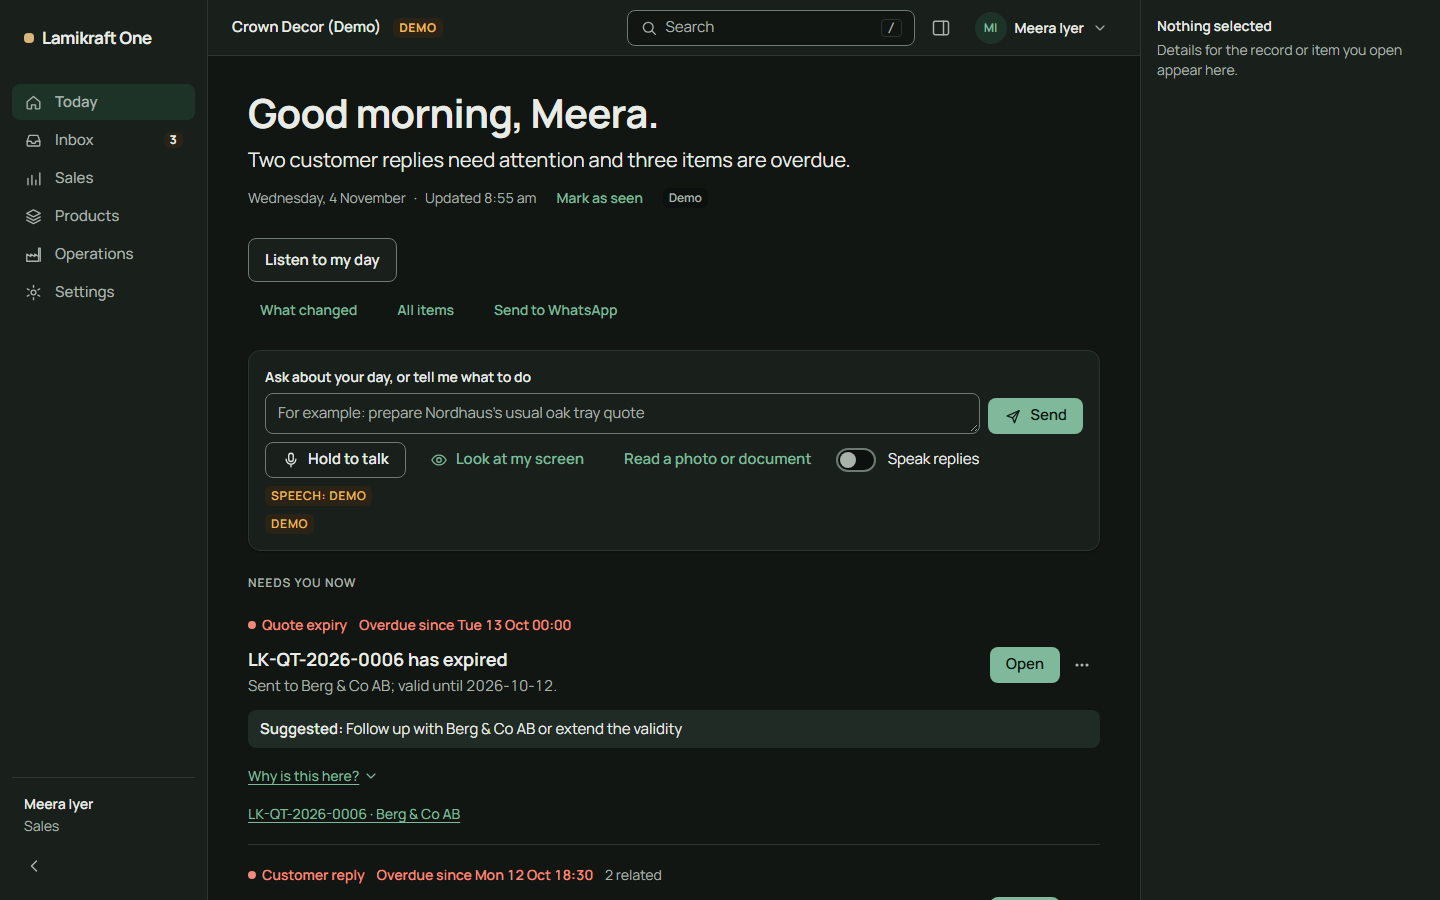 Lamikraft One
Today
Inbox 3
Sales
Products
Operations
Settings
Meera Iyer
Sales
Crown Decor (Demo) DEMO
Search /
MI Meera Iyer
Good morning, Meera.
Two customer replies need attention and three items are overdue.
Wednesday, 4 November · Updated 8:55 am Mark as seen Demo
Listen to my day
What changed All items Send to WhatsApp
Ask about your day, or tell me what to do
For example: prepare Nordhaus's usual oak tray quote
Send
Hold to talk Look at my screen Read a photo or document Speak replies
SPEECH: DEMO
DEMO
NEEDS YOU NOW
Quote expiry Overdue since Tue 13 Oct 00:00
LK-QT-2026-0006 has expired
Sent to Berg & Co AB; valid until 2026-10-12.
Open ···
Suggested: Follow up with Berg & Co AB or extend the validity
Why is this here?
LK-QT-2026-0006 · Berg & Co AB
Customer reply Overdue since Mon 12 Oct 18:30 2 related
Nothing selected
Details for the record or item you open
appear here.